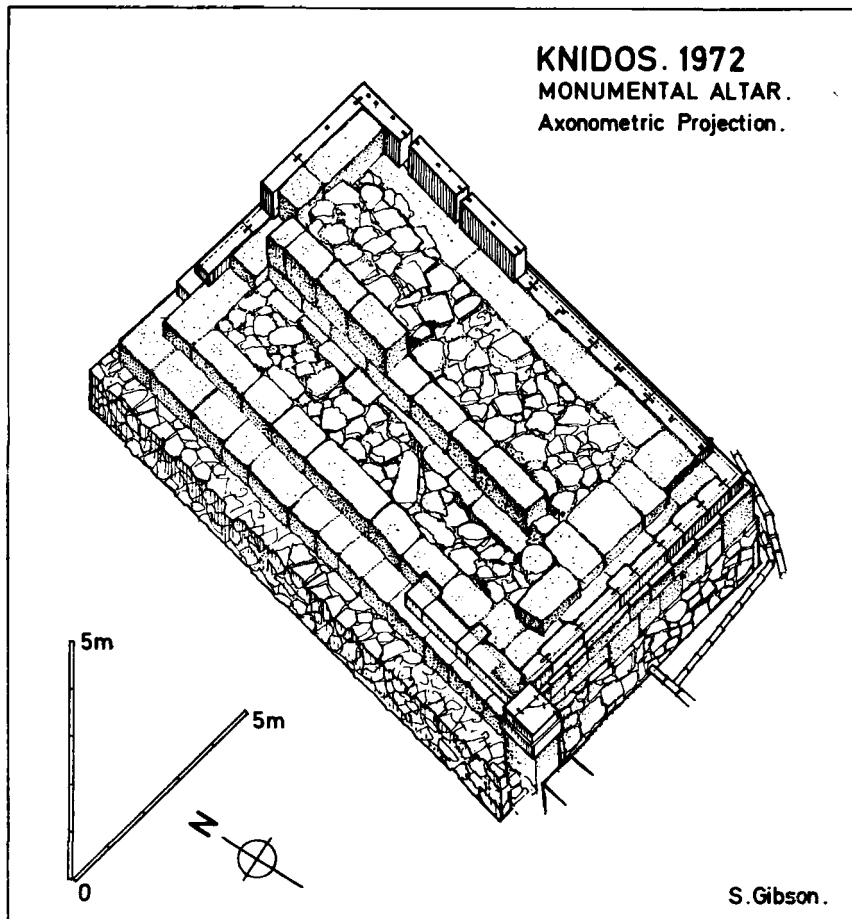 KNIDOS. 1972
MONUMENTAL ALTAR.
Axonometric Projection.
5m
5m
0
N
S.Gibson.